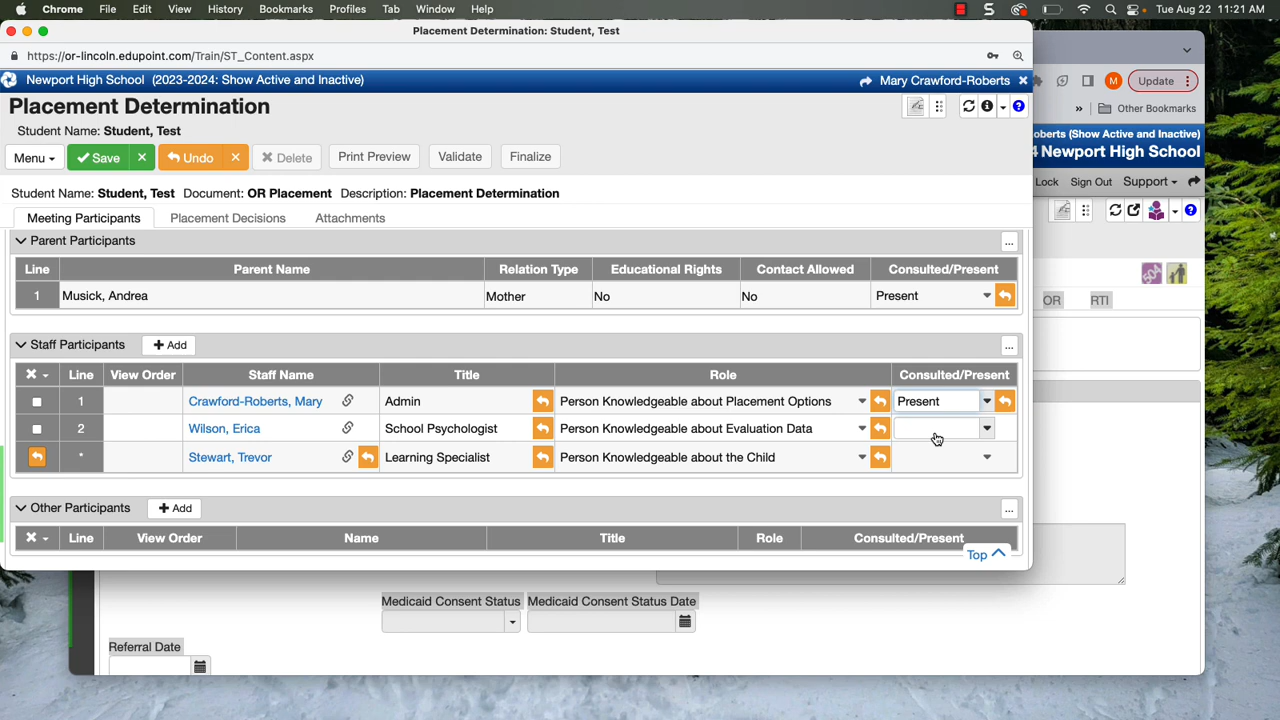 Chrome File Edit View History Bookmarks Profiles Tab Window Help Tue Aug 22 11:21 AM
Placement Determination: Student, Test
https://or-lincoln.edupoint.com/Train/ST_Content.aspx
Newport High School (2023-2024: Show Active and Inactive) Mary Crawford-Roberts
M Update
Other Bookmarks
Placement Determination
Student Name: Student, Test
oberts (Show Active and Inactive)
4 Newport High School
Menu Save Undo Delete Print Preview Validate Finalize
Lock Sign Out Support
Student Name: Student, Test Document: OR Placement Description: Placement Determination
Meeting Participants Placement Decisions Attachments
Parent Participants ...
Line Parent Name Relation Type Educational Rights Contact Allowed Consulted/Present
1 Musick, Andrea Mother No No Present
504
OR RTI
Staff Participants + Add ...
Line View Order Staff Name Title Role Consulted/Present
1 Crawford-Roberts, Mary Admin Person Knowledgeable about Placement Options Present
2 Wilson, Erica School Psychologist Person Knowledgeable about Evaluation Data
* Stewart, Trevor Learning Specialist Person Knowledgeable about the Child
Other Participants + Add ...
Line View Order Name Title Role Consulted/Present
Top
Medicaid Consent Status Medicaid Consent Status Date
Referral Date